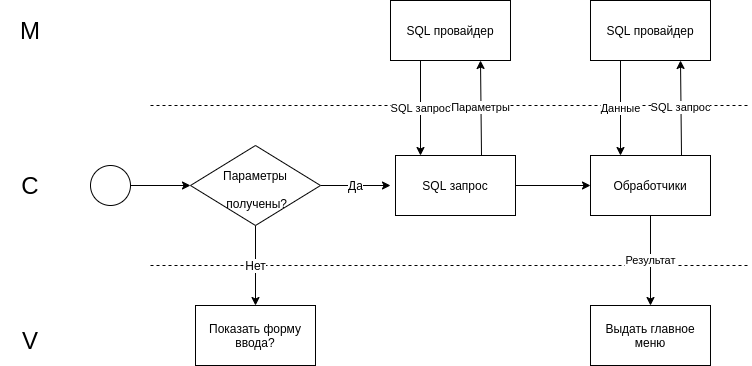 M
SQL провайдер
SQL провайдер
SQL запрос
Параметры
Данные
SQL запрос
C
Параметры
получены?
Да
SQL запрос
Обработчики
Нет
Результат
V
Показать форму
ввода?
Выдать главное
меню